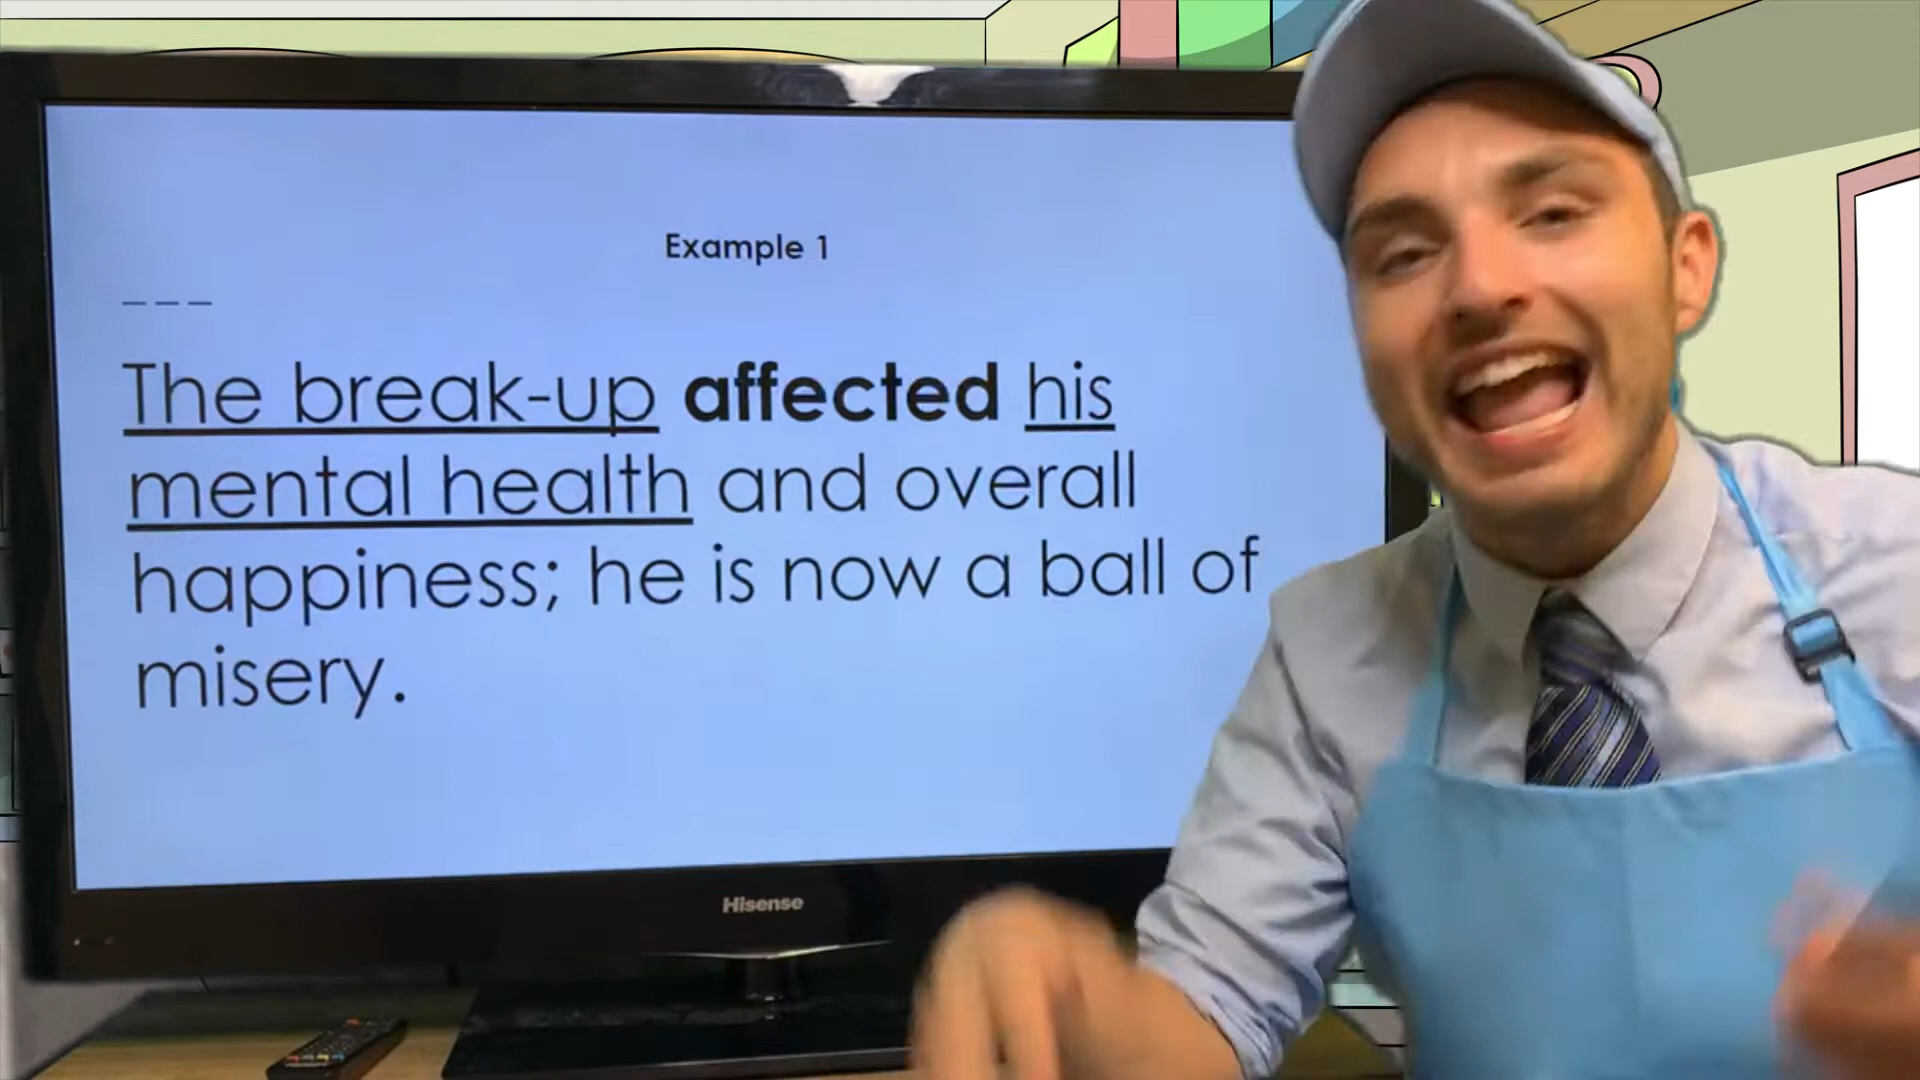 Example 1
The break-up affected his
mental health and overall
happiness; he is now a ball of
misery.
Hisense